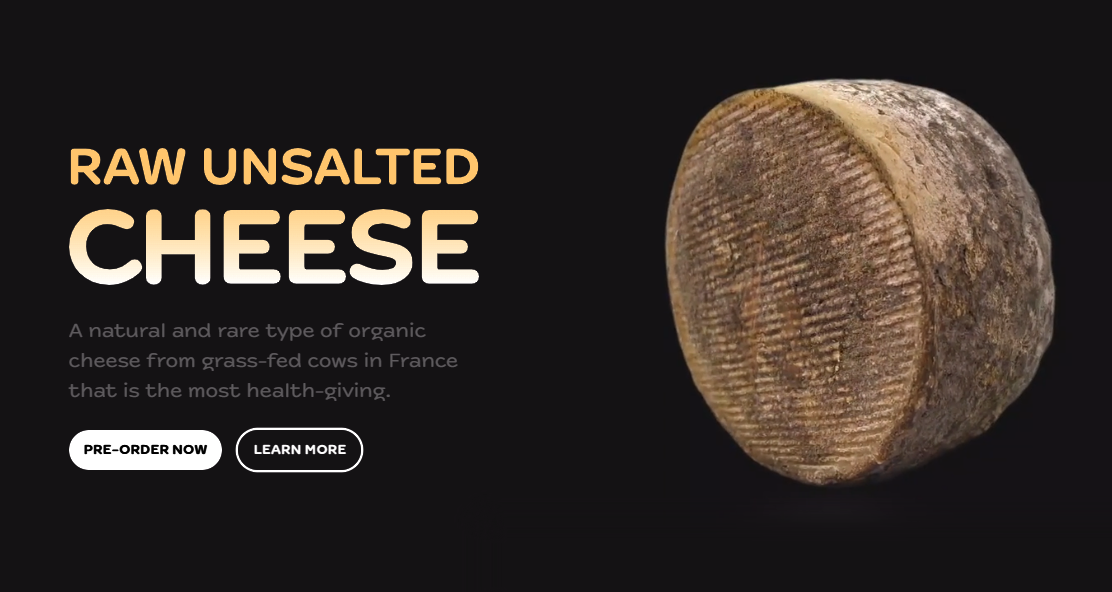 RAW UNSALTED
CHEESE
A natural and rare type of organic
cheese from grass-fed cows in France
that is the most health-giving.
PRE-ORDER NOW
LEARN MORE